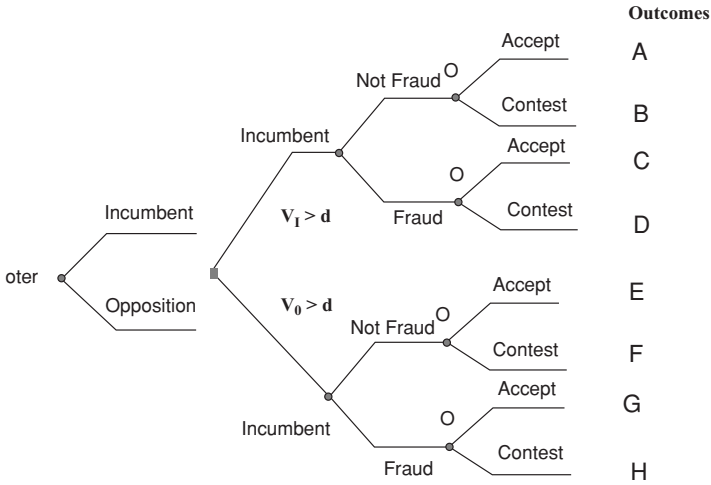 Outcomes
Accept
A
O
Not Fraud
Contest
B
Incumbent
Accept
C
O
Fraud
Contest
D
V_I > d
Incumbent
oter
Opposition
V_0 > d
Accept
E
O
Not Fraud
Contest
F
Incumbent
Accept
G
O
Fraud
Contest
H